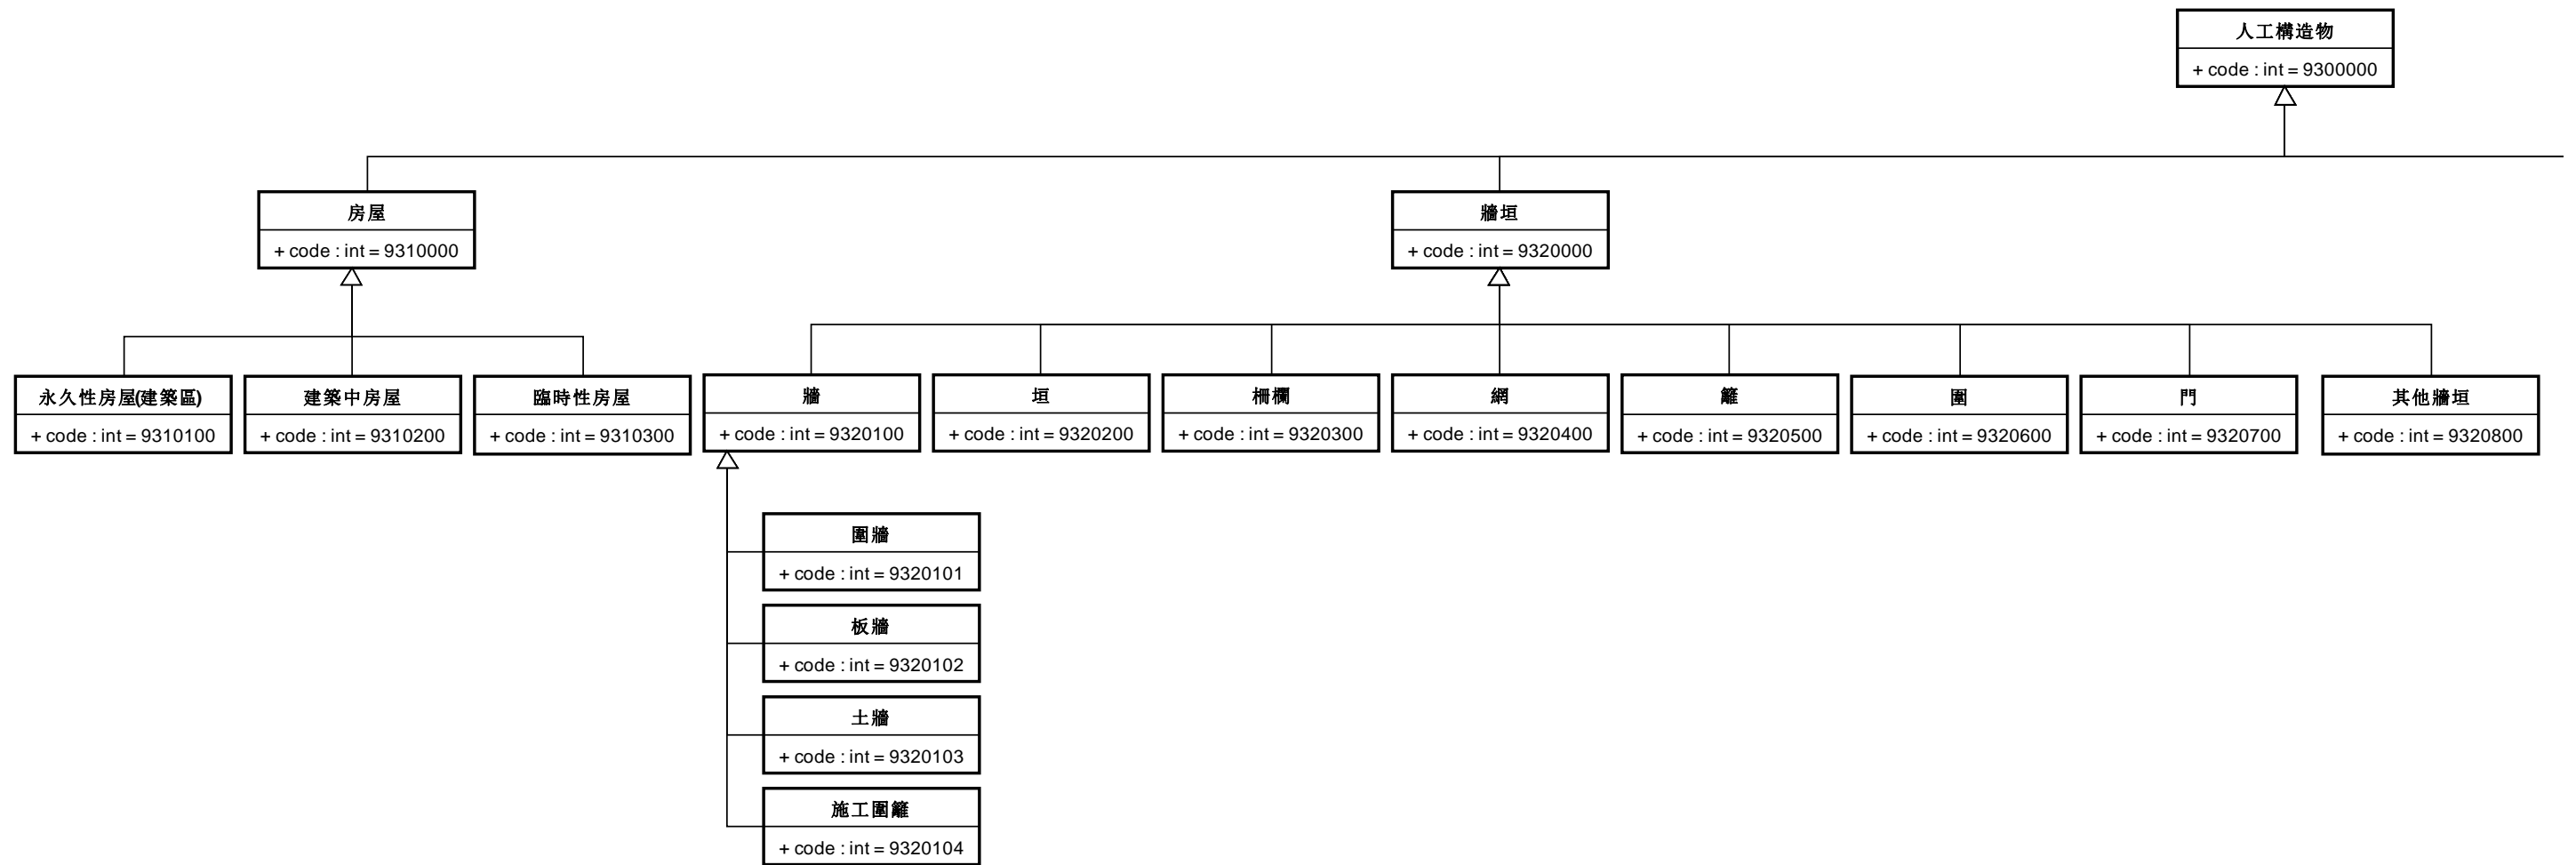 人工構造物
+ code : int = 9300000
房屋
+ code : int = 9310000
牆垣
+ code : int = 9320000
永久性房屋(建築區)
+ code : int = 9310100
建築中房屋
+ code : int = 9310200
臨時性房屋
+ code : int = 9310300
牆
+ code : int = 9320100
垣
+ code : int = 9320200
柵欄
+ code : int = 9320300
網
+ code : int = 9320400
籬
+ code : int = 9320500
圍
+ code : int = 9320600
門
+ code : int = 9320700
其他牆垣
+ code : int = 9320800
圍牆
+ code : int = 9320101
板牆
+ code : int = 9320102
土牆
+ code : int = 9320103
施工圍籬
+ code : int = 9320104